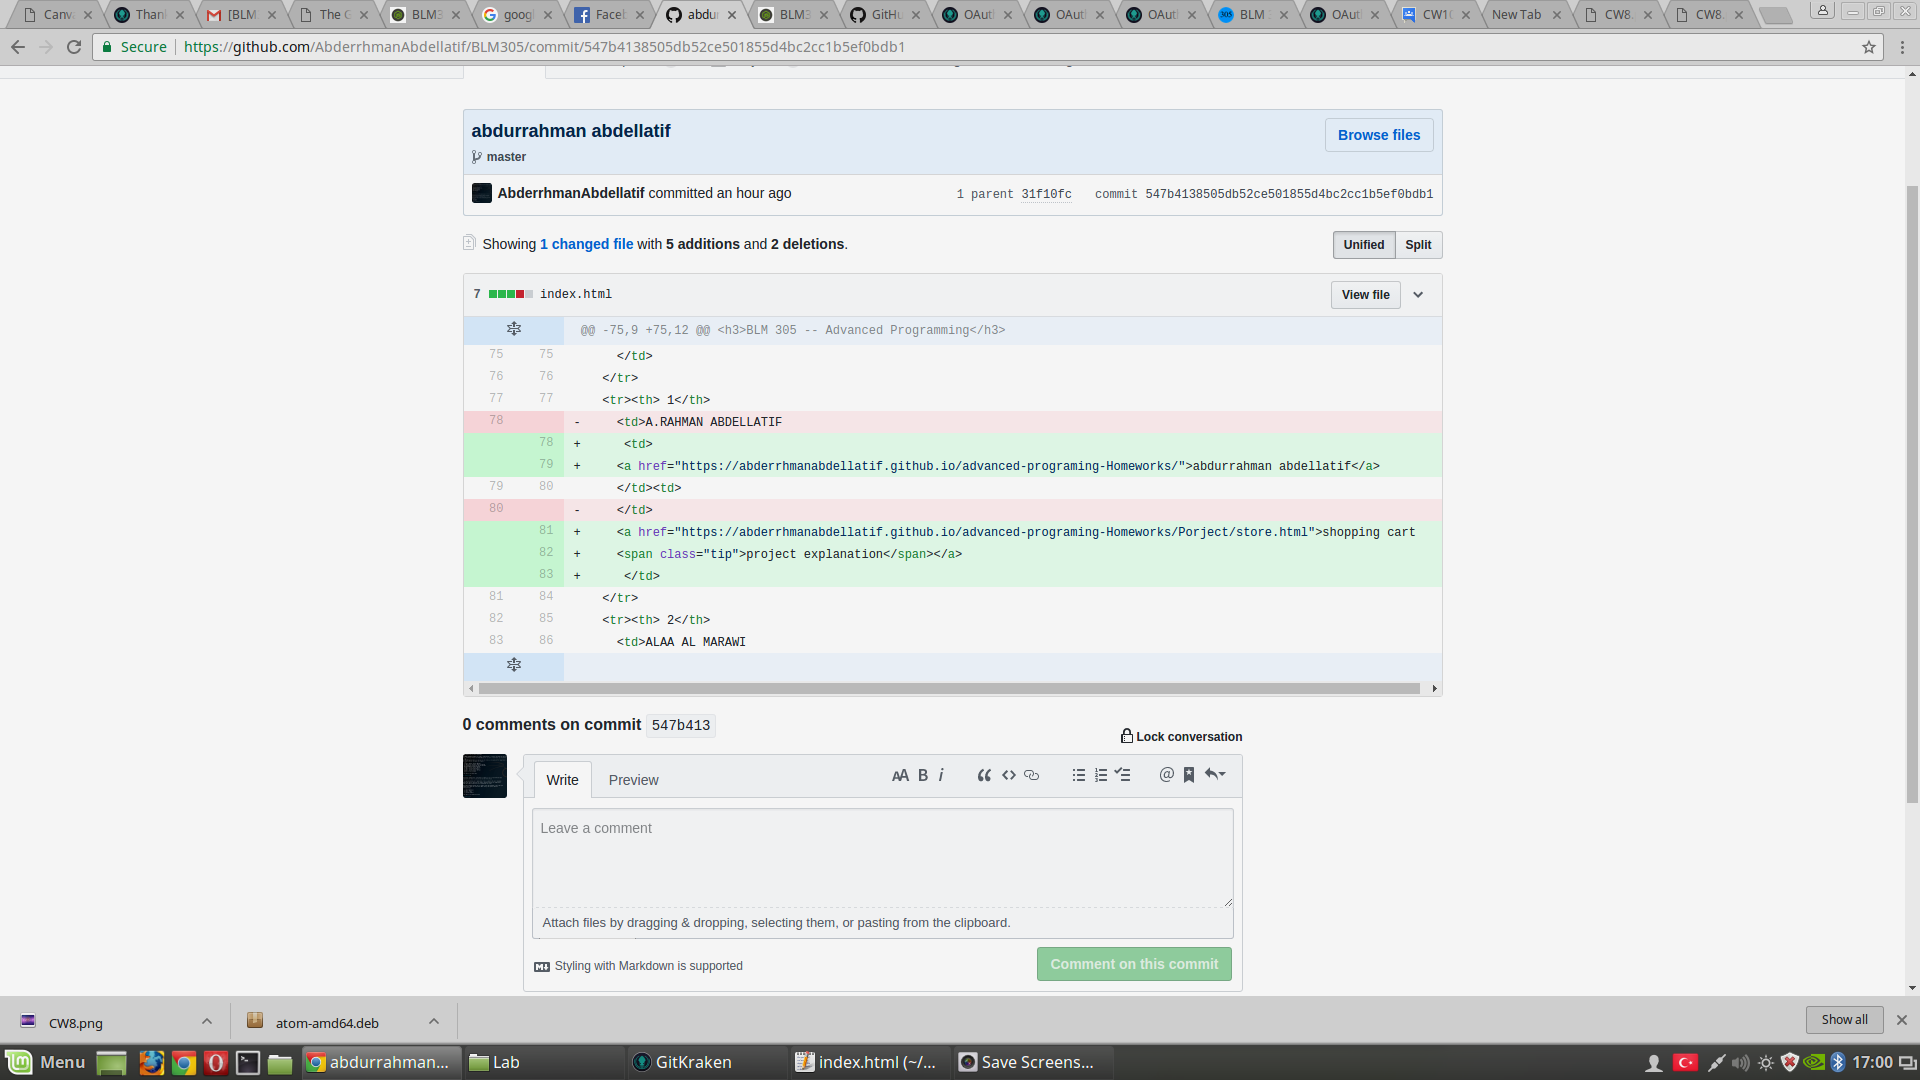 Canv
Thank
[BLM
The G
BLM3
googl
Faceb
abdur
BLM3
GitHu
OAuth
OAuth
OAuth
BLM
OAuth
CW10
New Tab
CW8.
CW8.
Secure
https://github.com/AbderrhmanAbdellatif/BLM305/commit/547b4138505db52ce501855d4bc2cc1b5ef0bdb1
abdurrahman abdellatif
Browse files
master
AbderrhmanAbdellatif committed an hour ago
1 parent 31f10fc commit 547b4138505db52ce501855d4bc2cc1b5ef0bdb1
Showing 1 changed file with 5 additions and 2 deletions.
Unified Split
7 index.html
View file
@@ -75,9 +75,12 @@ <h3>BLM 305 -- Advanced Programming</h3>
75 75 </td>
76 76 </tr>
77 77 <tr><th> 1</th>
78 - <td>A.RAHMAN ABDELLATIF
78 + <td>
79 + <a href="https://abderrhmanabdellatif.github.io/advanced-programing-Homeworks/">abdurrahman abdellatif</a>
79 80 </td><td>
80 - </td>
81 + <a href="https://abderrhmanabdellatif.github.io/advanced-programing-Homeworks/Porject/store.html">shopping cart
82 + <span class="tip">project explanation</span></a>
83 + </td>
81 84 </tr>
82 85 <tr><th> 2</th>
83 86 <td>ALAA AL MARAWI
0 comments on commit 547b413
Lock conversation
Write Preview
AA B i
Leave a comment
Attach files by dragging & dropping, selecting them, or pasting from the clipboard.
Styling with Markdown is supported
Comment on this commit
CW8.png
atom-amd64.deb
Show all
Menu
abdurrahman...
Lab
GitKraken
index.html (~/...
Save Screens...
17:00